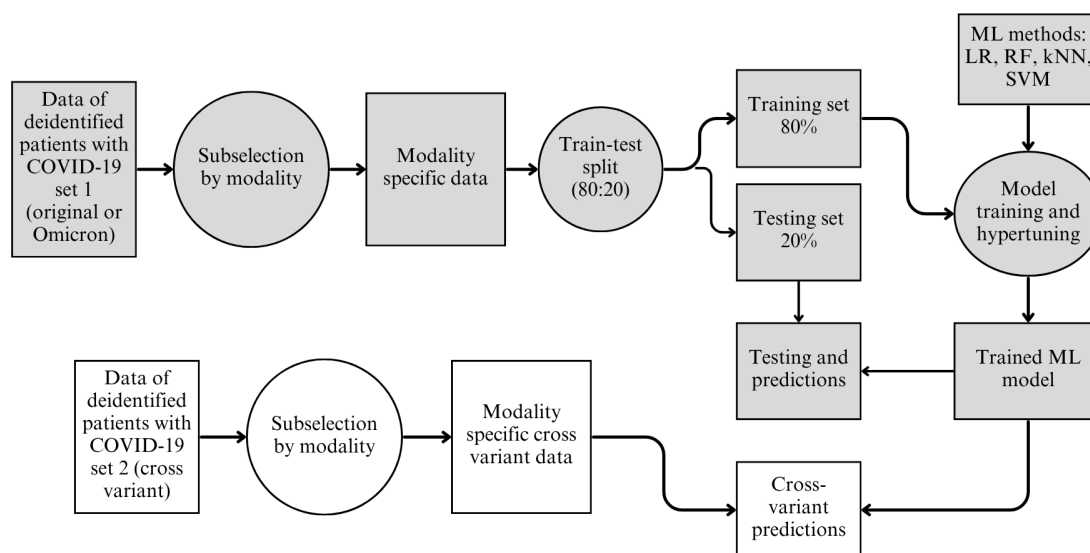 ML methods:
LR, RF, kNN,
SVM
Data of
deidentified
patients with
COVID-19
set 1
(original or
Omicron)
Subselection
by modality
Modality
specific data
Train-test
split
(80:20)
Training set
80%
Testing set
20%
Model
training and
hypertuning
Testing and
predictions
Trained ML
model
Data of
deidentified
patients with
COVID-19
set 2 (cross
variant)
Subselection
by modality
Modality
specific cross
variant data
Cross-
variant
predictions